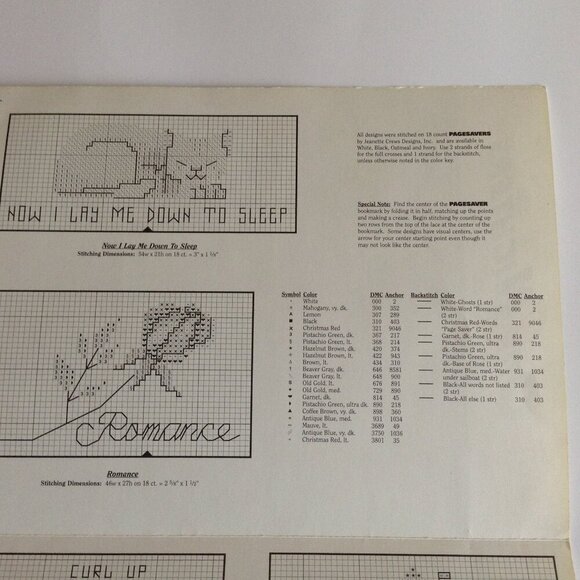 All designs were stitched on 18 count PAGESAVERS
by Jeanette Crews Designs, Inc. and are available in
White, Black, Oatmeal and Ivory. Use 2 strands of floss
for the full crosses and 1 strand for the backstitch,
unless otherwise noted in the color key.
Special Note: Find the center of the PAGESAVER
bookmark by folding it in half, matching up the points
and making a crease. Begin stitching by counting up
two rows from the top of the lace at the center of the
bookmark. Some designs have visual centers, use the
arrow for your center starting point even though it
may not look like the center.
NOW I LAY ME DOWN TO SLEEP
Now I Lay Me Down To Sleep
Stitching Dimensions: 54w x 21h on 18 ct. = 3" x 1 1/8"
Romance
Romance
Stitching Dimensions: 46w x 27h on 18 ct. = 2 5/8" x 1 1/2"
Symbol Color DMC Anchor
White 000 2
Mahogany, vy. dk. 300 352
Lemon 307 289
Black 310 403
Christmas Red 321 9046
Pistachio Green, dk. 367 217
Pistachio Green, lt. 368 214
Hazelnut Brown, dk. 420 374
Hazelnut Brown, lt. 422 943
Brown, lt. 434 310
Beaver Gray, dk. 646 8581
Beaver Gray, lt. 648 900
Old Gold, lt. 676 891
Old Gold, med. 729 890
Garnet, dk. 814 45
Pistachio Green, ultra dk. 890 218
Coffee Brown, vy. dk. 898 360
Antique Blue, med. 931 1034
Mauve, lt. 3689 49
Antique Blue, vy. dk. 3750 1036
Christmas Red, lt. 3801 35
Backstitch Color DMC Anchor
White-Ghosts (1 str) 000 2
White-Word "Romance" 000 2
(2 str)
Christmas Red-Words 321 9046
"Page Saver" (2 str)
Garnet, dk.-Rose (1 str) 814 45
Pistachio Green, ultra 890 218
dk.-Stems (2 str)
Pistachio Green, ultra 890 218
dk.-Base of Rose (1 str)
Antique Blue, med.-Water 931 1034
under sailboat (2 str)
Black-All words not listed 310 403
(2 str)
Black-All else (1 str) 310 403
CURL UP